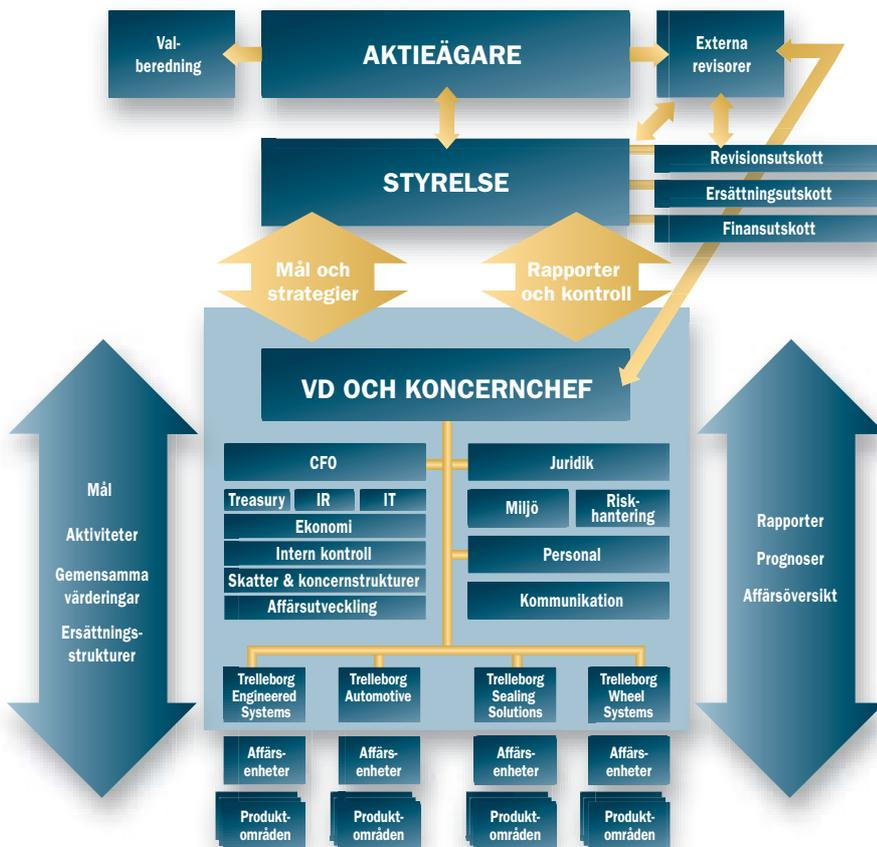 Val-
beredning
AKTIEÄGARE
Externa
revisorer
STYRELSE
Revisionsutskott
Ersättningsutskott
Finansutskott
Mål och
strategier
Rapporter
och kontroll
VD OCH KONCERNCHEF
CFO
Treasury
IR
IT
Ekonomi
Intern kontroll
Skatter & koncernstrukturer
Affärsutveckling
Juridik
Miljö
Risk-
hantering
Personal
Kommunikation
Mål
Aktiviteter
Gemensamma
värderingar
Ersättnings-
strukturer
Rapporter
Prognoser
Affärsöversikt
Trelleborg
Engineered
Systems
Trelleborg
Automotive
Trelleborg
Sealing
Solutions
Trelleborg
Wheel
Systems
Affärs-
enheter
Affärs-
enheter
Affärs-
enheter
Affärs-
enheter
Produkt-
områden
Produkt-
områden
Produkt-
områden
Produkt-
områden